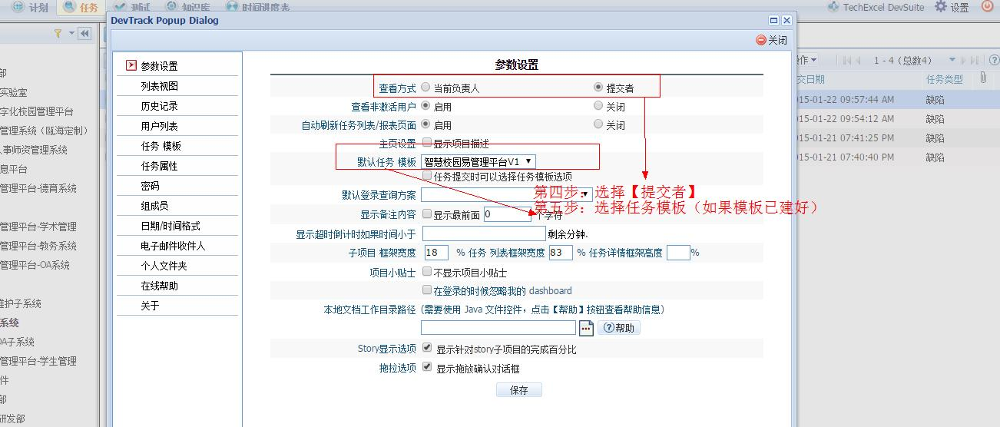 计划 任务 测试 知识库 时间进度表 TechExcel DevSuite 设置
DevTrack Popup Dialog
关闭
参数设置
列表视图
历史记录
用户列表
任务 模板
任务属性
密码
组成员
日期/时间格式
电子邮件收件人
个人文件夹
在线帮助
关于
参数设置
查看方式 当前负责人 提交者
查看非激活用户 启用 关闭
自动刷新任务列表/报表页面 启用 关闭
主页设置 显示项目描述
默认任务 模板 智慧校园易管理平台V1
任务提交时可以选择任务模板选项
默认登录查询方案
第四步：选择【提交者】
第五步：选择任务模板（如果模板已建好）
显示备注内容 显示最前面 0 个字符
显示超时倒计时如果时间小于 剩余分钟.
子项目 框架宽度 18 % 任务 列表框架宽度 83 % 任务详情框架高度 %
项目小贴士 不显示项目小贴士
在登录的时候忽略我的 dashboard
本地文档工作目录路径 (需要使用 Java 文件控件，点击【帮助】按钮查看帮助信息)
帮助
Story显示选项 显示针对story子项目的完成百分比
拖拉选项 显示拖放确认对话框
保存
部
实验室
字化校园管理平台
管理系统（瓯海定制）
人事师资管理系统
息平台
管理平台-德育系统
管理平台-学术管理
管理平台-教务系统
管理平台-OA系统
维护子系统
系统
OA子系统
管理平台-学生管理
件
部
研发部
作 1 - 4（总数4）
交日期 任务类型
15-01-22 09:57:44 AM 缺陷
15-01-22 09:54:12 AM 缺陷
15-01-21 07:41:25 PM 缺陷
15-01-21 07:40:40 PM 缺陷